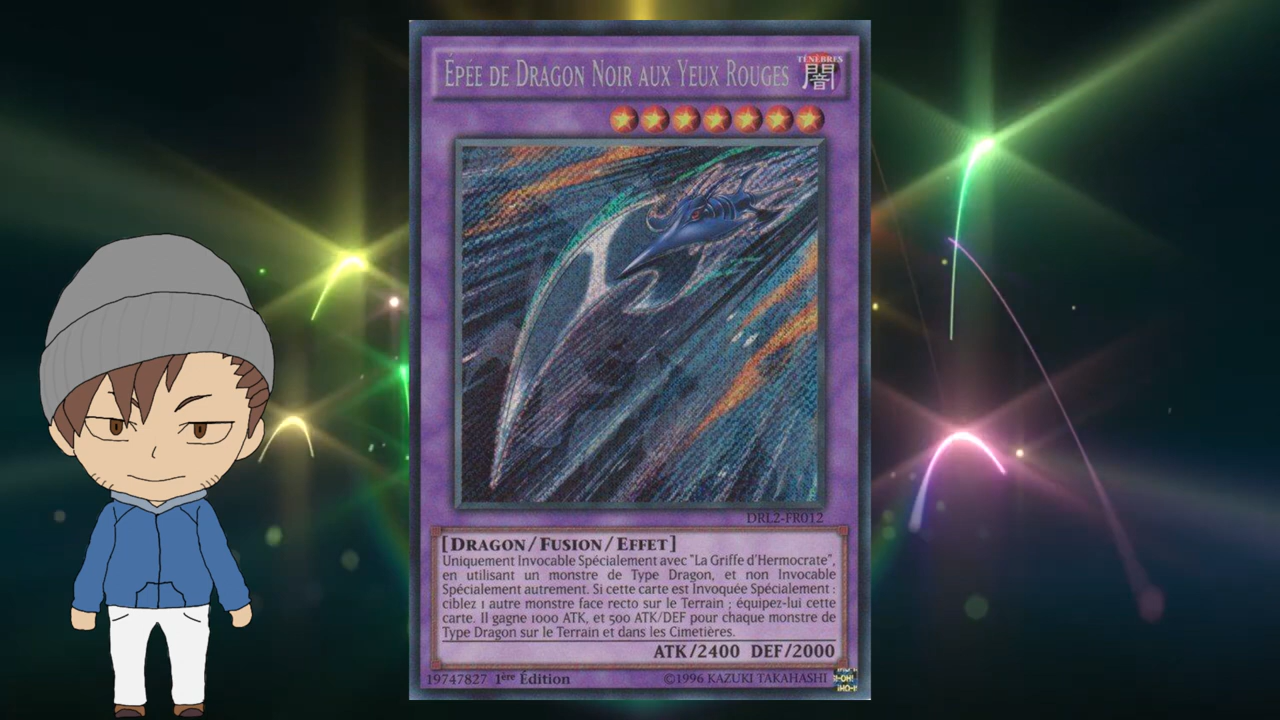 ÉPÉE DE DRAGON NOIR AUX YEUX ROUGES
TÉNÈBRES
闇
DRL2-FR012
[DRAGON/FUSION/EFFET]
Uniquement Invocable Spécialement avec "La Griffe d'Hermocrate",
en utilisant un monstre de Type Dragon, et non Invocable
Spécialement autrement. Si cette carte est Invoquée Spécialement :
ciblez 1 autre monstre face recto sur le Terrain ; équipez-lui cette
carte. Il gagne 1000 ATK, et 500 ATK/DEF pour chaque monstre de
Type Dragon sur le Terrain et dans les Cimetières.
ATK/2400 DEF/2000
19747827 1ère Édition ©1996 KAZUKI TAKAHASHI